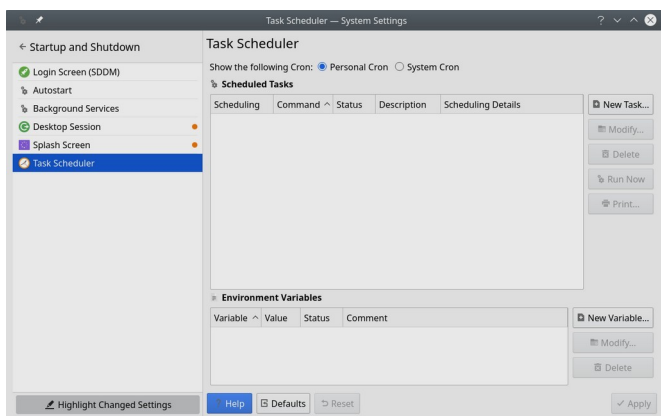 Task Scheduler — System Settings
Startup and Shutdown
Login Screen (SDDM)
Autostart
Background Services
Desktop Session
Splash Screen
Task Scheduler
Highlight Changed Settings
Task Scheduler
Show the following Cron: Personal Cron System Cron
Scheduled Tasks
Scheduling Command Status Description Scheduling Details
New Task...
Modify...
Delete
Run Now
Print...
Environment Variables
Variable Value Status Comment
New Variable...
Modify...
Delete
Help Defaults Reset Apply